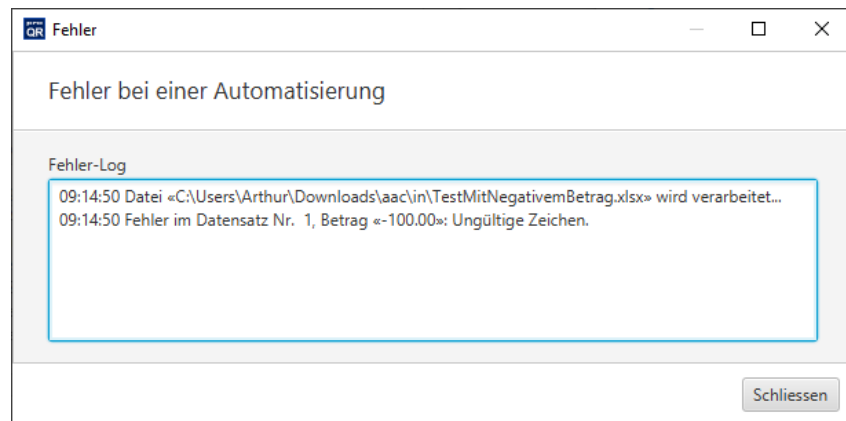 QR Fehler
Fehler bei einer Automatisierung
Fehler-Log
09:14:50 Datei «C:\Users\Arthur\Downloads\aac\in\TestMitNegativemBetrag.xlsx» wird verarbeitet...
09:14:50 Fehler im Datensatz Nr.  1, Betrag «-100.00»: Ungültige Zeichen.
Schliessen